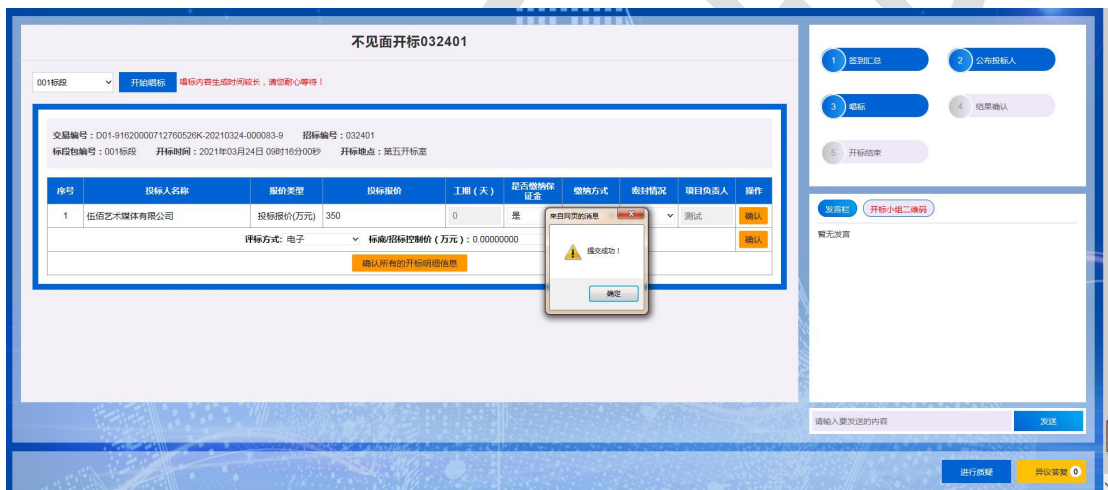 不见面开标032401
001标段 开始唱标 唱标内容生成时间较长，请您耐心等待！
交易编号：D01-91620000712760526K-20210324-000083-9 招标编号：032401
标段包编号：001标段 开标时间：2021年03月24日 09时16分00秒 开标地点：第五开标室
序号 投标人名称 报价类型 投标报价 工期（天） 是否缴纳保证金 缴纳方式 密封情况 项目负责人 操作
1 伍佰艺术媒体有限公司 投标报价(万元) 350 0 是 测试 确认
评标方式: 电子 标底/招标控制价（万元）: 0.00000000 确认
确认所有的开标明细信息
来自网页的消息
提交成功！
确定
1 签到汇总 2 公布投标人
3 唱标 4 结果确认
5 开标结束
发言栏 开标小组二维码
暂无发言
请输入要发送的内容 发送
进行质疑 异议答复 0